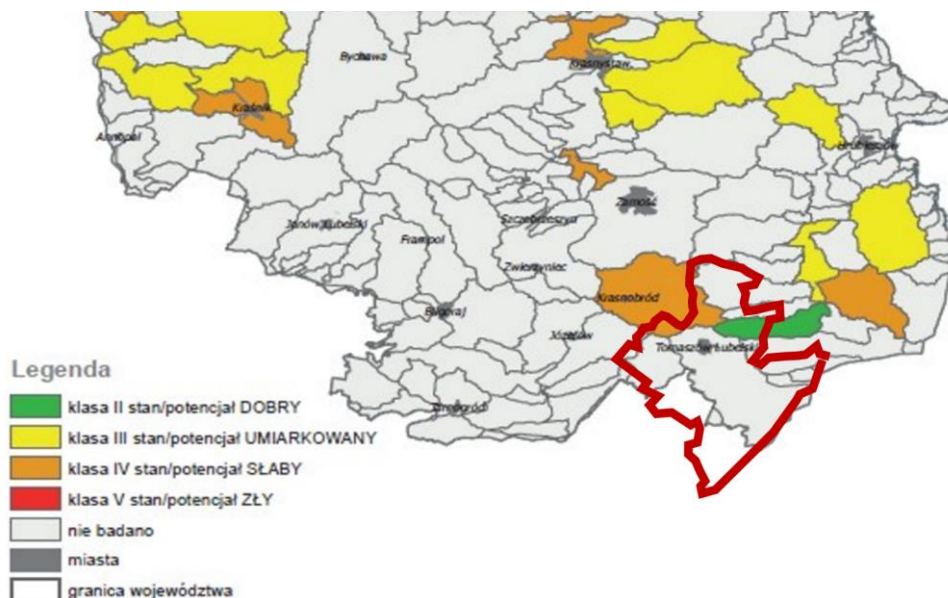 Bychawa
Krasnystaw
Kraśnik
Annopol
Hrubieszów
Zamość
Szczebrzeszyn
Janów Lubelski
Frampol
Zwierzyniec
Krasnobród
Biłgoraj
Józefów
Tomaszów Lubelski
Tarnogród
Legenda
klasa II stan/potencjał DOBRY
klasa III stan/potencjał UMIARKOWANY
klasa IV stan/potencjał SŁABY
klasa V stan/potencjał ZŁY
nie badano
miasta
granica województwa